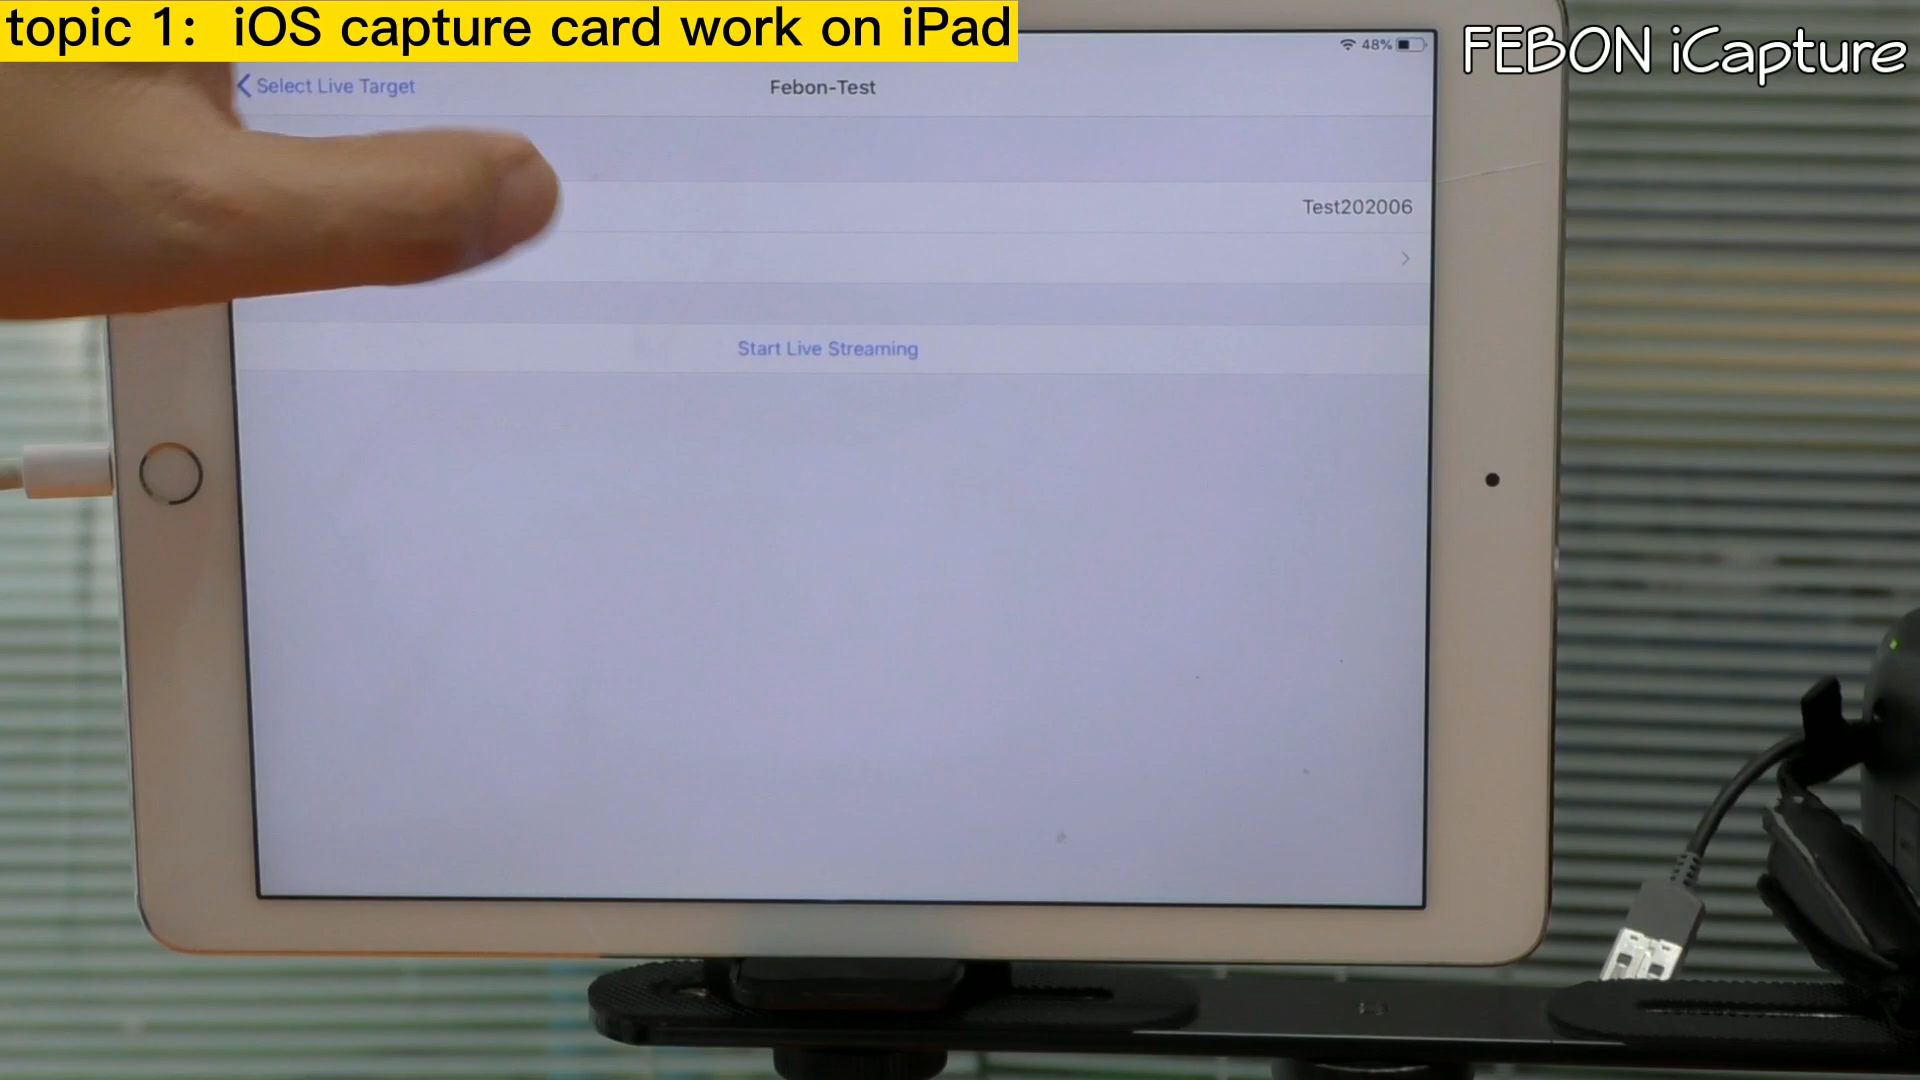 topic 1: iOS capture card work on iPad
FEBON iCapture
48%
Select Live Target
Febon-Test
Test202006
Start Live Streaming